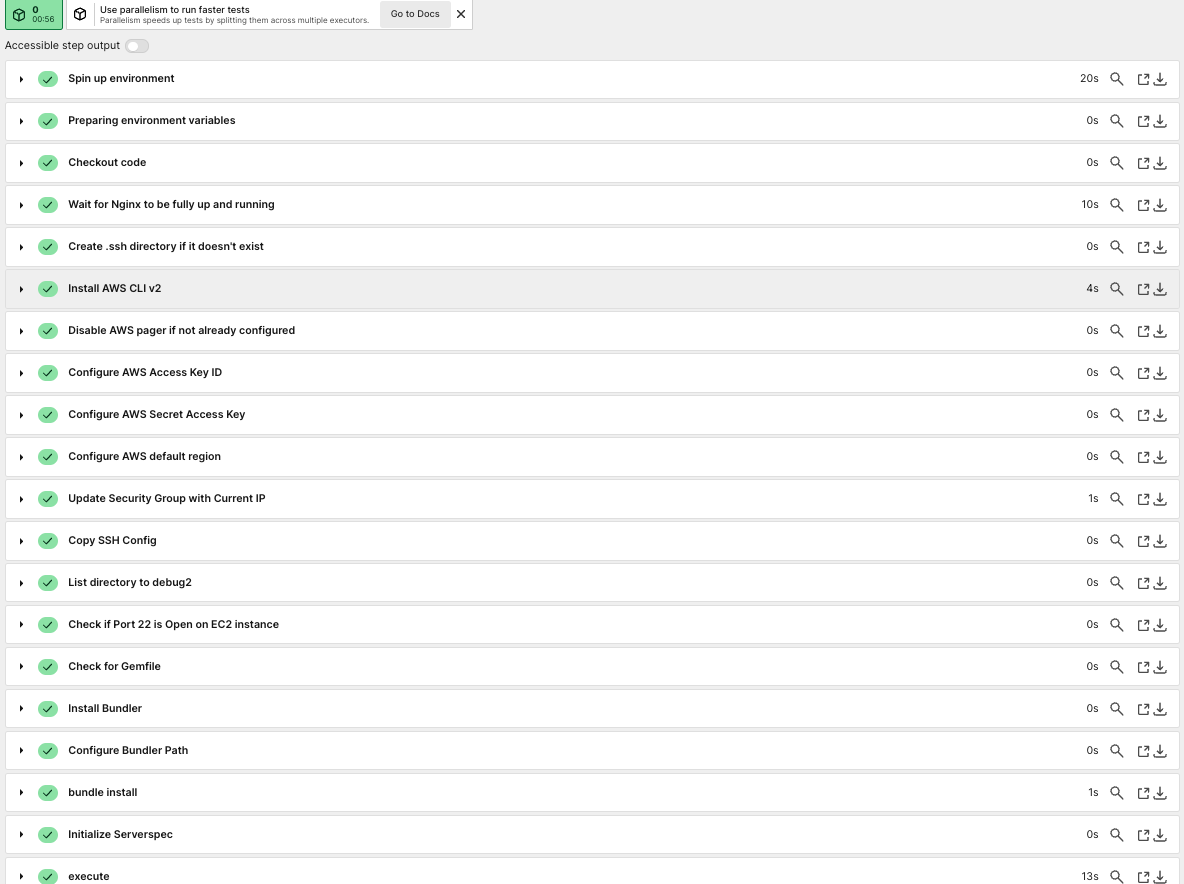 0
00:56
Use parallelism to run faster tests
Parallelism speeds up tests by splitting them across multiple executors.
Go to Docs
Accessible step output
Spin up environment 20s
Preparing environment variables 0s
Checkout code 0s
Wait for Nginx to be fully up and running 10s
Create .ssh directory if it doesn't exist 0s
Install AWS CLI v2 4s
Disable AWS pager if not already configured 0s
Configure AWS Access Key ID 0s
Configure AWS Secret Access Key 0s
Configure AWS default region 0s
Update Security Group with Current IP 1s
Copy SSH Config 0s
List directory to debug2 0s
Check if Port 22 is Open on EC2 instance 0s
Check for Gemfile 0s
Install Bundler 0s
Configure Bundler Path 0s
bundle install 1s
Initialize Serverspec 0s
execute 13s